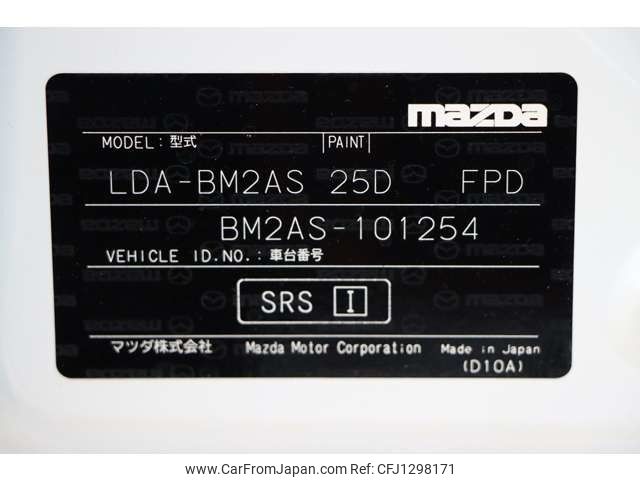 mazda
MODEL: 型式 |PAINT|
LDA-BM2AS 25D FPD
BM2AS-101254
VEHICLE ID.NO.: 車台番号
SRS I
マツダ株式会社 Mazda Motor Corporation Made in Japan
(D10A)
www.CarFromJapan.com CFJ1298171